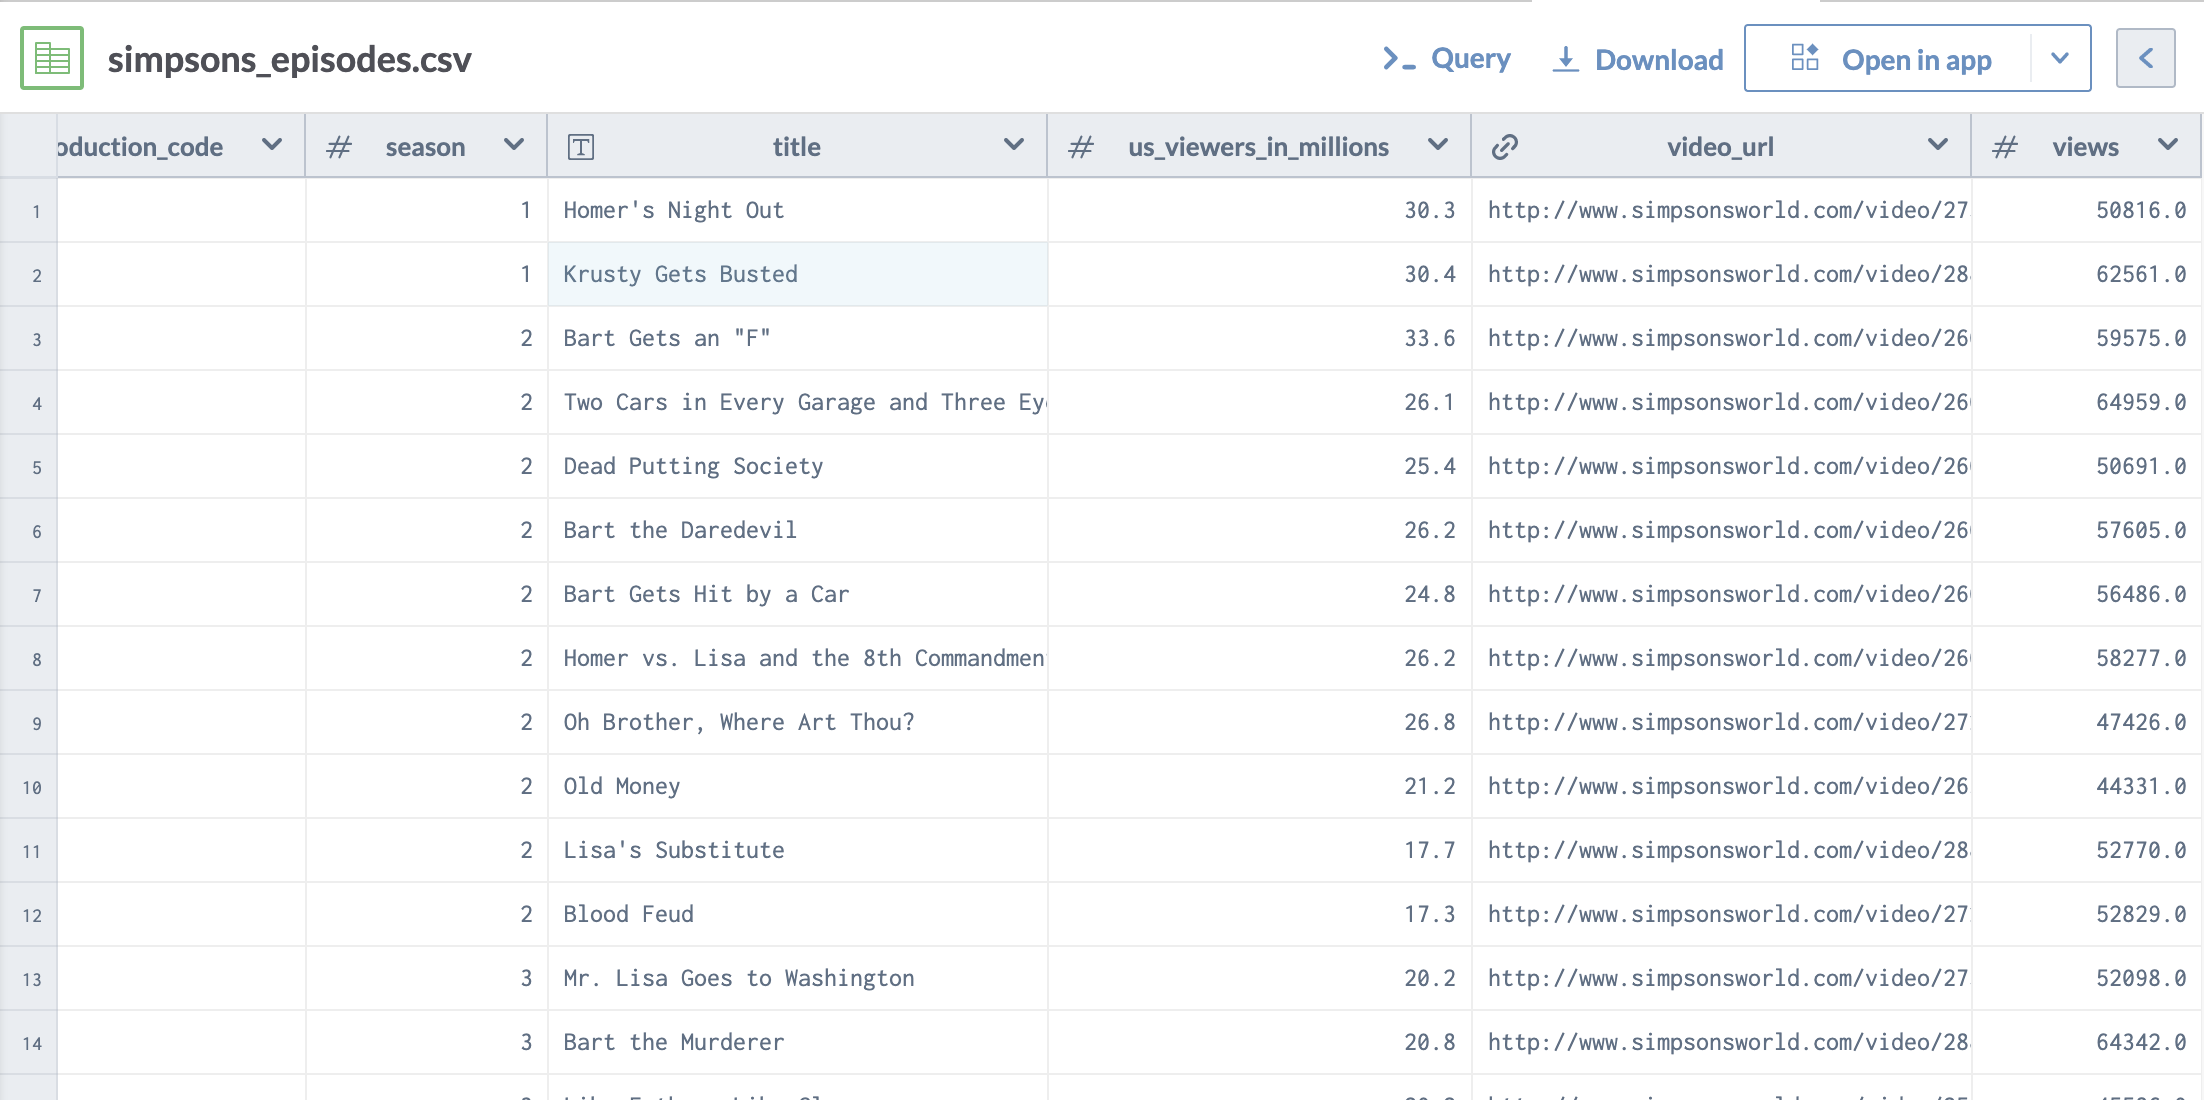 simpsons_episodes.csv Query Download Open in app
oduction_code # season title # us_viewers_in_millions video_url # views
1 1 Homer's Night Out 30.3 http://www.simpsonsworld.com/video/27 50816.0
2 1 Krusty Gets Busted 30.4 http://www.simpsonsworld.com/video/28 62561.0
3 2 Bart Gets an "F" 33.6 http://www.simpsonsworld.com/video/26 59575.0
4 2 Two Cars in Every Garage and Three Ey 26.1 http://www.simpsonsworld.com/video/26 64959.0
5 2 Dead Putting Society 25.4 http://www.simpsonsworld.com/video/26 50691.0
6 2 Bart the Daredevil 26.2 http://www.simpsonsworld.com/video/26 57605.0
7 2 Bart Gets Hit by a Car 24.8 http://www.simpsonsworld.com/video/26 56486.0
8 2 Homer vs. Lisa and the 8th Commandmen 26.2 http://www.simpsonsworld.com/video/26 58277.0
9 2 Oh Brother, Where Art Thou? 26.8 http://www.simpsonsworld.com/video/27 47426.0
10 2 Old Money 21.2 http://www.simpsonsworld.com/video/26 44331.0
11 2 Lisa's Substitute 17.7 http://www.simpsonsworld.com/video/28 52770.0
12 2 Blood Feud 17.3 http://www.simpsonsworld.com/video/27 52829.0
13 3 Mr. Lisa Goes to Washington 20.2 http://www.simpsonsworld.com/video/27 52098.0
14 3 Bart the Murderer 20.8 http://www.simpsonsworld.com/video/28 64342.0